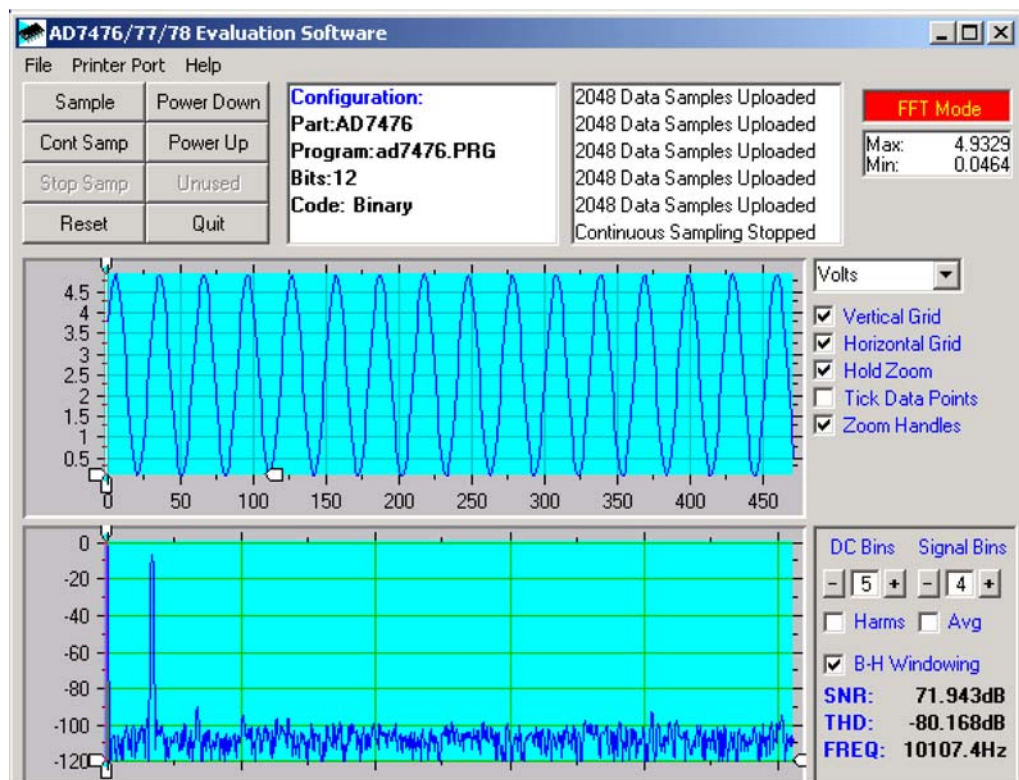 AD7476/77/78 Evaluation Software
File Printer Port Help
Sample Power Down
Cont Samp Power Up
Stop Samp Unused
Reset Quit
Configuration:
Part:AD7476
Program:ad7476.PRG
Bits:12
Code: Binary
2048 Data Samples Uploaded
2048 Data Samples Uploaded
2048 Data Samples Uploaded
2048 Data Samples Uploaded
2048 Data Samples Uploaded
Continuous Sampling Stopped
FFT Mode
Max: 4.9329
Min: 0.0464
4.5
4
3.5
3
2.5
2
1.5
1
0.5
0 50 100 150 200 250 300 350 400 450
Volts
Vertical Grid
Horizontal Grid
Hold Zoom
Tick Data Points
Zoom Handles
0
-20
-40
-60
-80
-100
-120
DC Bins Signal Bins
- 5 + - 4 +
Harms Avg
B-H Windowing
SNR: 71.943dB
THD: -80.168dB
FREQ: 10107.4Hz